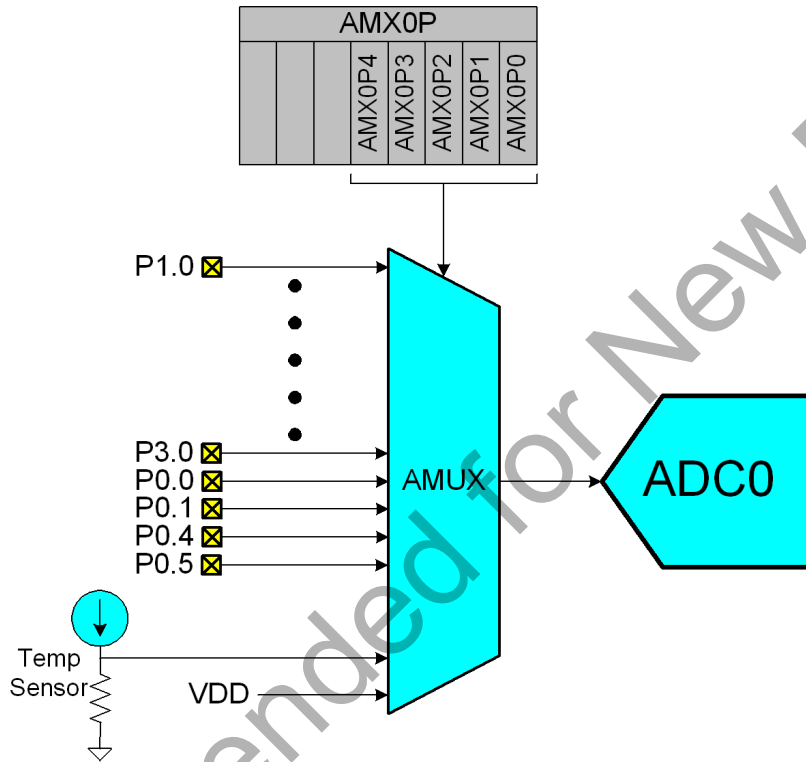 AMX0P
AMX0P4
AMX0P3
AMX0P2
AMX0P1
AMX0P0
P1.0
P3.0
P0.0
P0.1
P0.4
P0.5
AMUX
ADC0
Temp
Sensor
VDD
ended for New